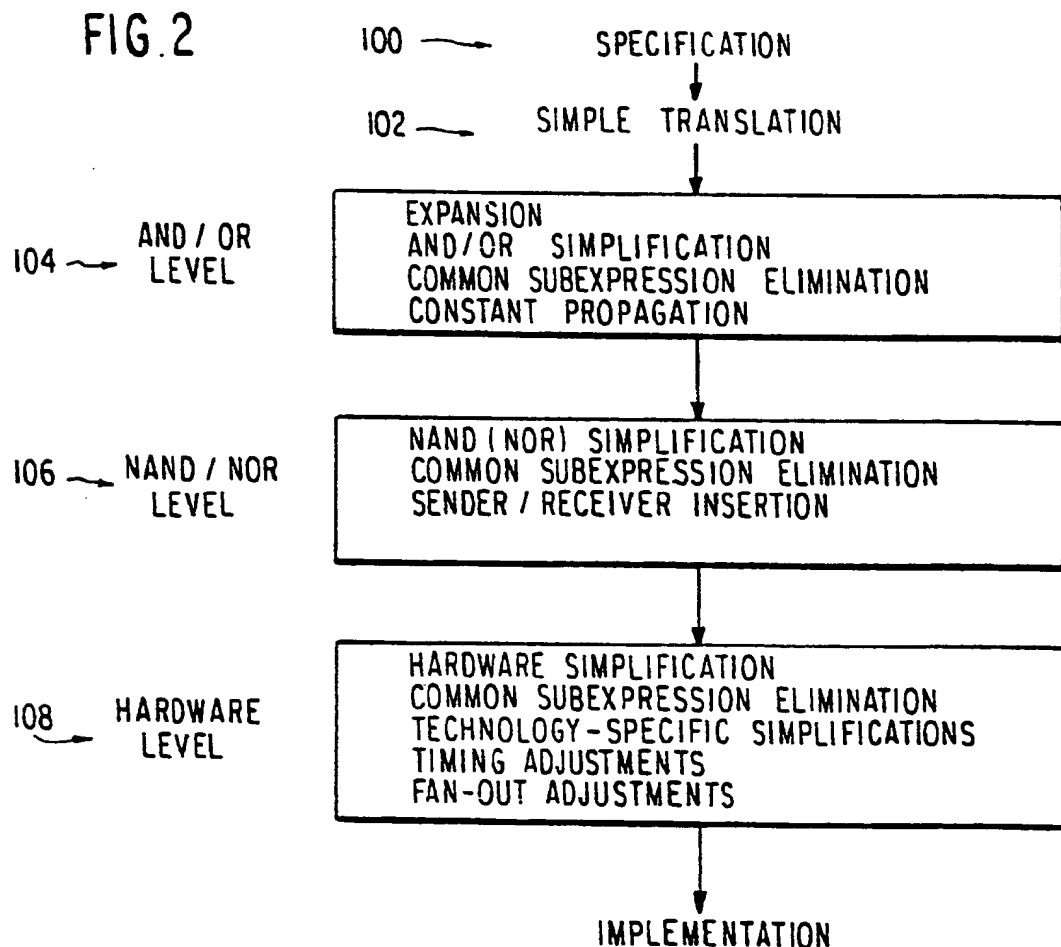 FIG.2
100 SPECIFICATION
102 SIMPLE TRANSLATION
104 AND/OR LEVEL
EXPANSION
AND/OR SIMPLIFICATION
COMMON SUBEXPRESSION ELIMINATION
CONSTANT PROPAGATION
106 NAND/NOR LEVEL
NAND (NOR) SIMPLIFICATION
COMMON SUBEXPRESSION ELIMINATION
SENDER/RECEIVER INSERTION
108 HARDWARE LEVEL
HARDWARE SIMPLIFICATION
COMMON SUBEXPRESSION ELIMINATION
TECHNOLOGY-SPECIFIC SIMPLIFICATIONS
TIMING ADJUSTMENTS
FAN-OUT ADJUSTMENTS
IMPLEMENTATION